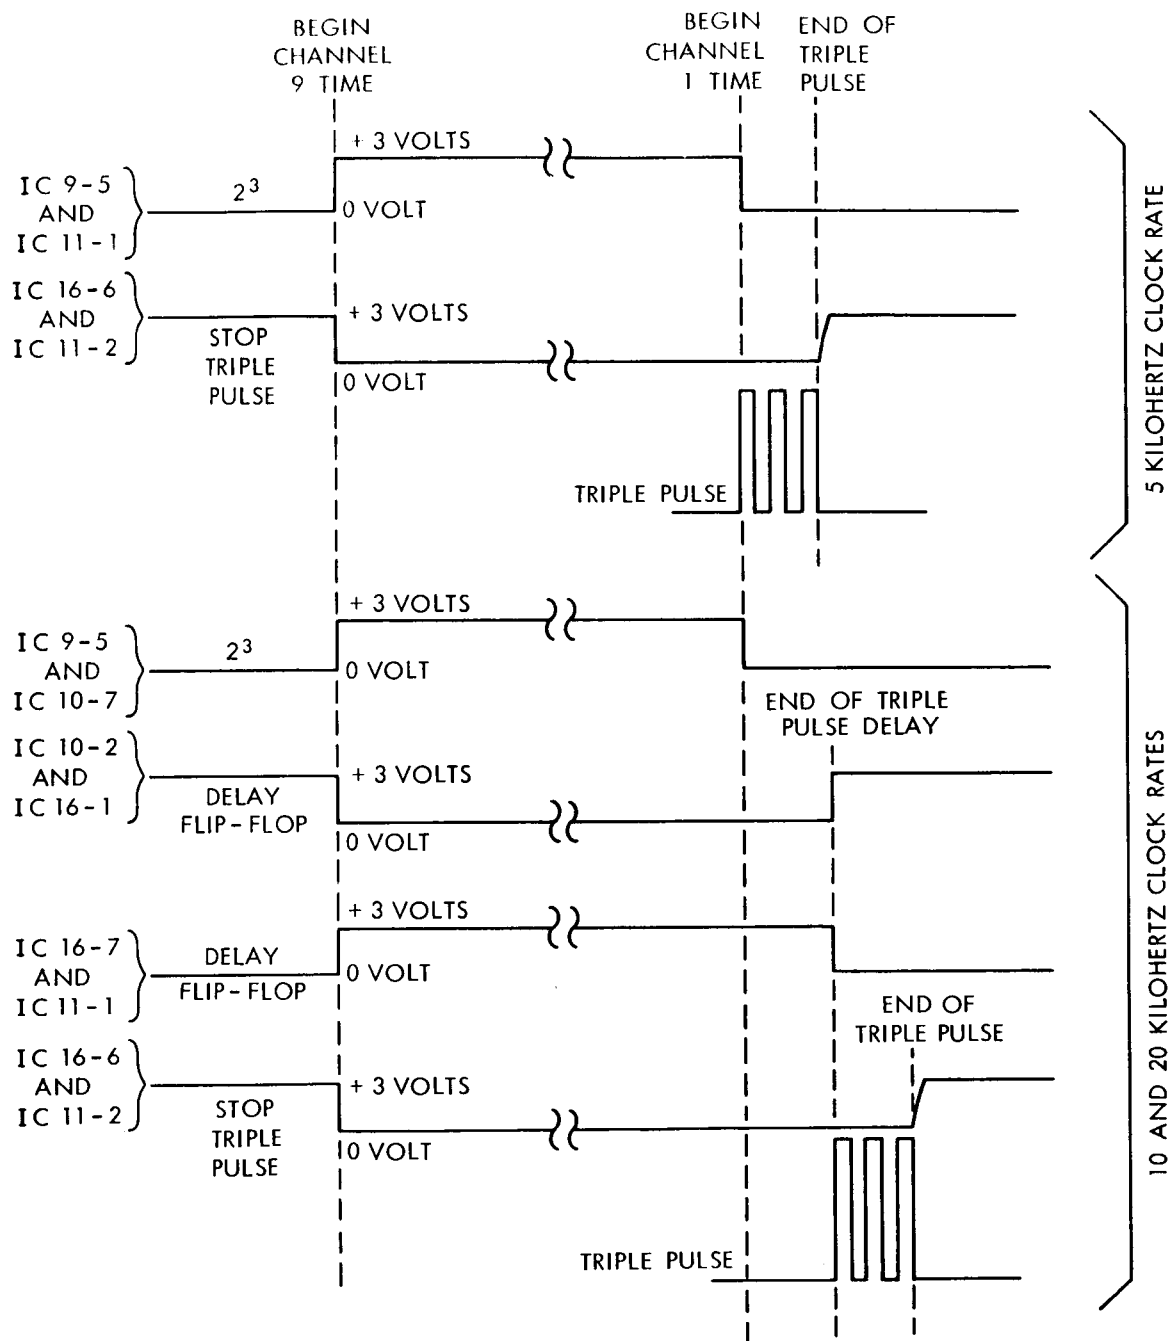 BEGIN
CHANNEL
9 TIME
BEGIN
CHANNEL
1 TIME
END OF
TRIPLE
PULSE
+ 3 VOLTS
IC 9-5
AND
IC 11-1
2³
0 VOLT
IC 16-6
AND
IC 11-2
+ 3 VOLTS
STOP
TRIPLE
PULSE
0 VOLT
TRIPLE PULSE
5 KILOHERTZ CLOCK RATE
+ 3 VOLTS
IC 9-5
AND
IC 10-7
2³
0 VOLT
END OF TRIPLE
PULSE DELAY
IC 10-2
AND
IC 16-1
+ 3 VOLTS
DELAY
FLIP-FLOP
0 VOLT
+ 3 VOLTS
IC 16-7
AND
IC 11-1
DELAY
FLIP-FLOP
0 VOLT
END OF
TRIPLE PULSE
IC 16-6
AND
IC 11-2
+ 3 VOLTS
STOP
TRIPLE
PULSE
0 VOLT
TRIPLE PULSE
10 AND 20 KILOHERTZ CLOCK RATES